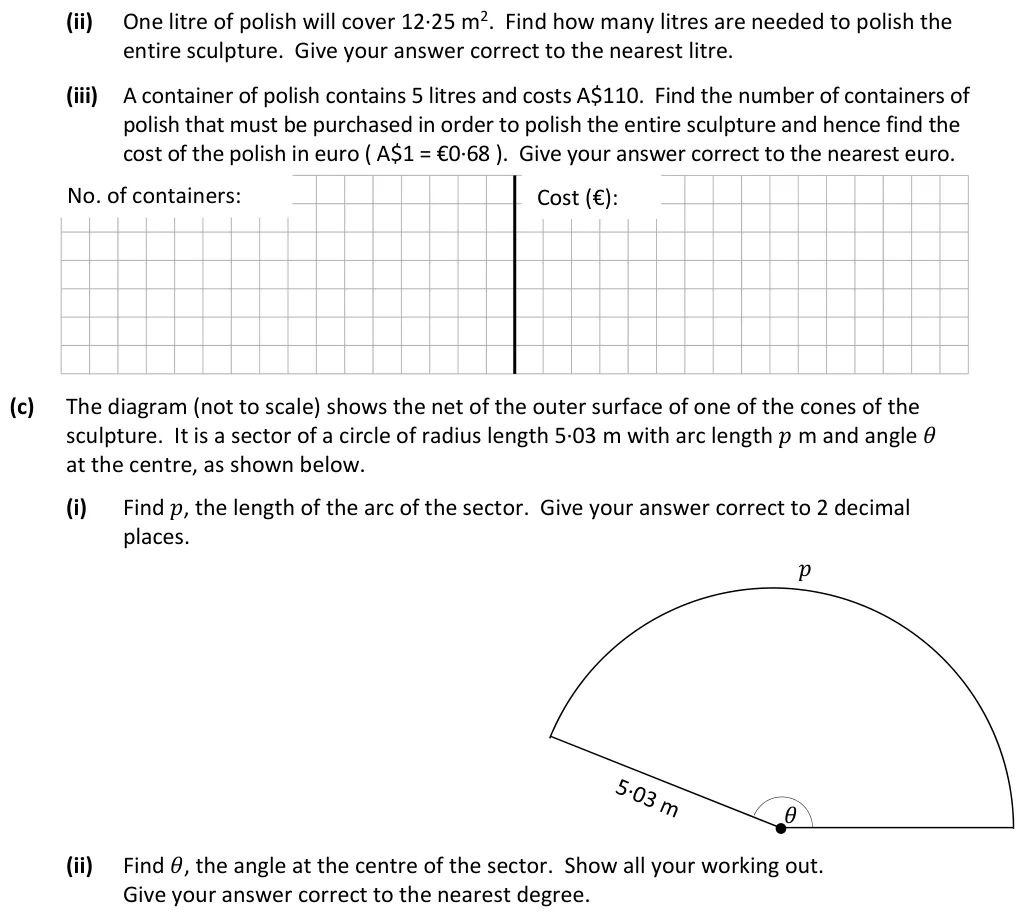 (ii) One litre of polish will cover 12·25 m². Find how many litres are needed to polish the
entire sculpture. Give your answer correct to the nearest litre.
(iii) A container of polish contains 5 litres and costs A$110. Find the number of containers of
polish that must be purchased in order to polish the entire sculpture and hence find the
cost of the polish in euro ( A$1 = €0·68 ). Give your answer correct to the nearest euro.
No. of containers:
Cost (€):
(c) The diagram (not to scale) shows the net of the outer surface of one of the cones of the
sculpture. It is a sector of a circle of radius length 5·03 m with arc length p m and angle θ
at the centre, as shown below.
(i) Find p, the length of the arc of the sector. Give your answer correct to 2 decimal
places.
p
5·03 m
θ
(ii) Find θ, the angle at the centre of the sector. Show all your working out.
Give your answer correct to the nearest degree.